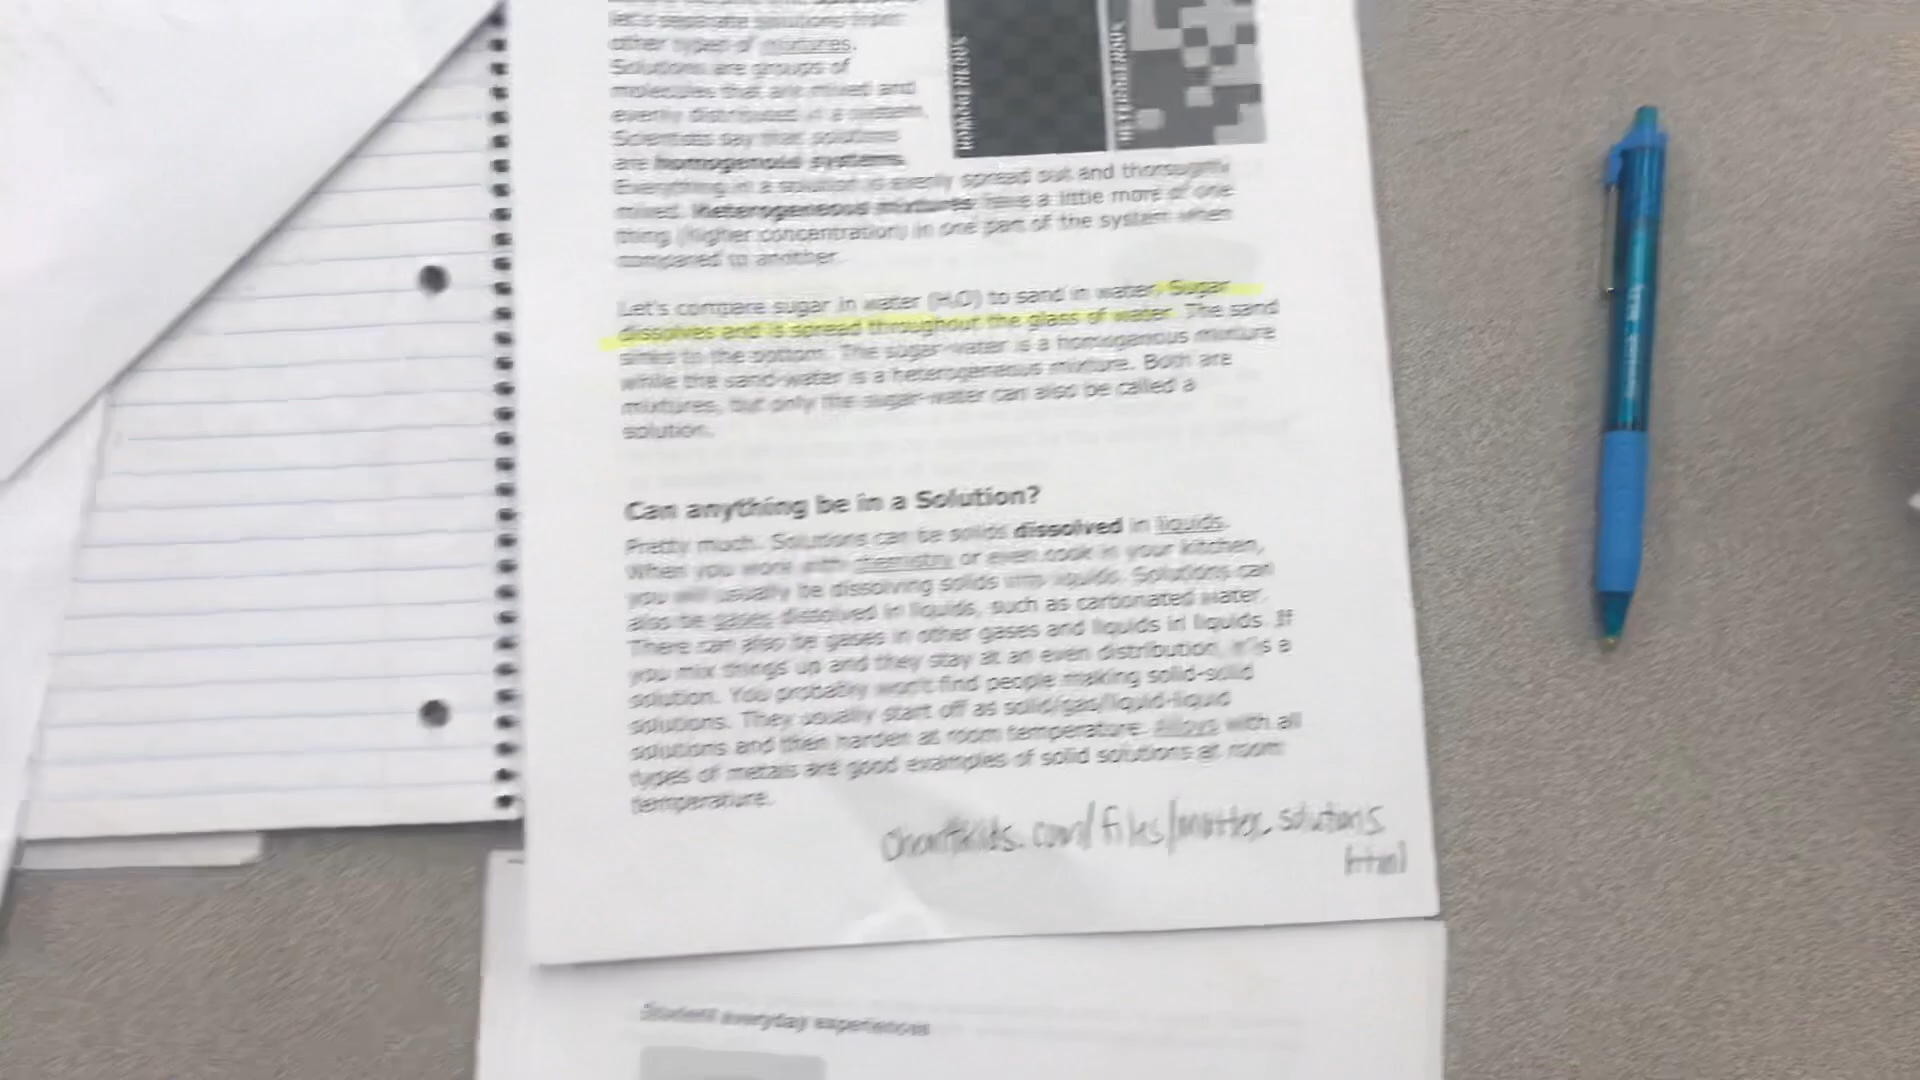 let's separate solutions from
other types of mixtures.
Solutions are groups of
molecules that are mixed and
evenly distributed in a system.
Scientists say that solutions
are homogenous systems.
Everything in a solution is evenly spread out and thoroughly
mixed. Heterogeneous mixtures have a little more of one
thing (higher concentration) in one part of the system when
compared to another.
HOMOGENEOUS
HETEROGENEOUS
Let's compare sugar in water (H2O) to sand in water. Sugar
dissolves and is spread throughout the glass of water. The sand
sinks to the bottom. The sugar-water is a homogenous mixture
while the sand-water is a heterogeneous mixture. Both are
mixtures, but only the sugar-water can also be called a
solution.
Can anything be in a Solution?
Pretty much. Solutions can be solids dissolved in liquids.
When you work with chemistry or even cook in your kitchen,
you will usually be dissolving solids into liquids. Solutions can
also be gases dissolved in liquids, such as carbonated water.
There can also be gases in other gases and liquids in liquids. If
you mix things up and they stay at an even distribution, it is a
solution. You probably won't find people making solid-solid
solutions. They usually start off as solid/gas/liquid-liquid
solutions and then harden at room temperature. Alloys with all
types of metals are good examples of solid solutions at room
temperature.
chem4kids.com/files/matter_solutions.
html
Student everyday experiences